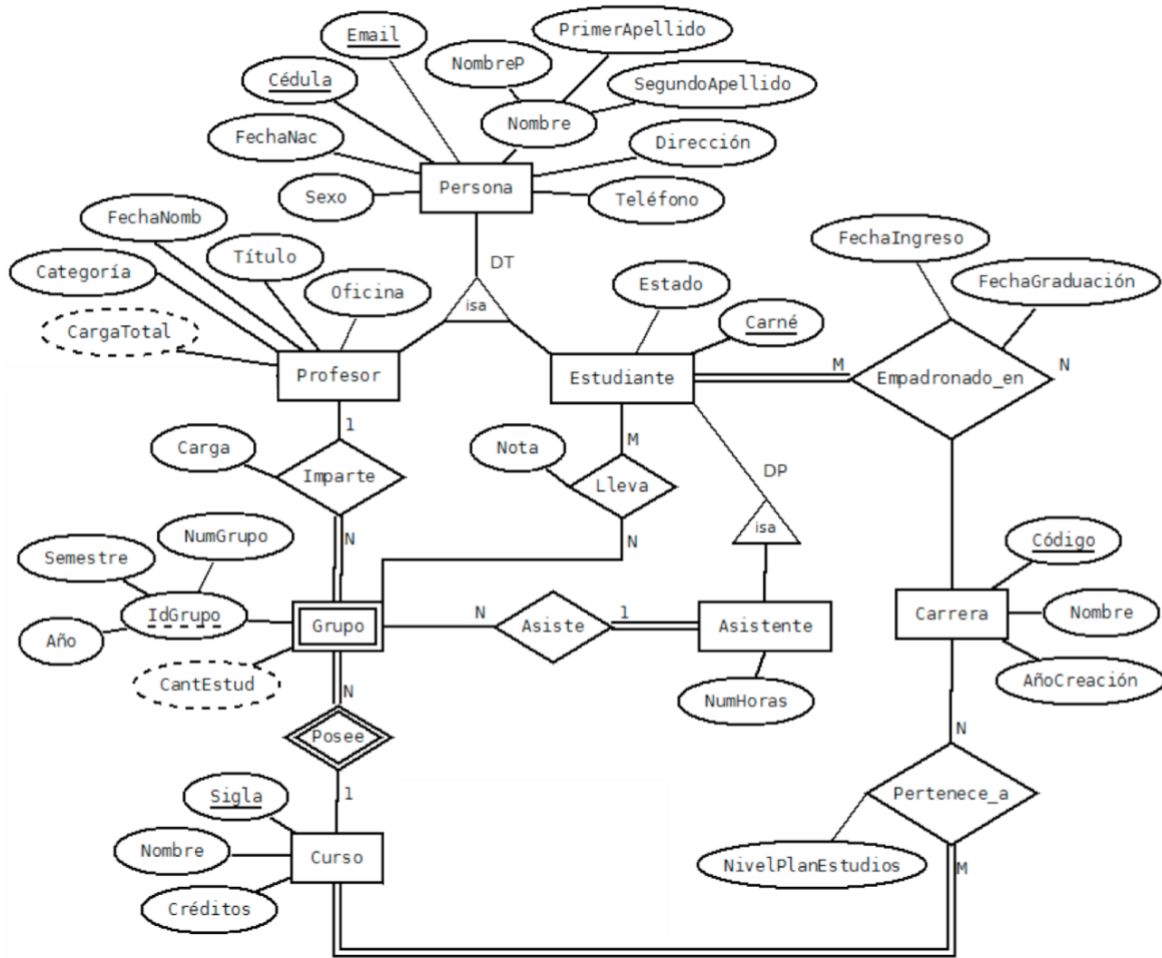 PrimerApellido
Email
NombreP
Cédula
SegundoApellido
Nombre
FechaNac
Dirección
Persona
Sexo
Teléfono
FechaNomb
FechaIngreso
Título
DT
Categoría
Estado
FechaGraduación
Oficina
isa
CargaTotal
Carné
Profesor
Estudiante
M
Empadronado_en
N
1
Carga
Nota
M
Imparte
Lleva
DP
isa
NumGrupo
N
N
Código
Semestre
IdGrupo
N
1
Carrera
Nombre
Grupo
Asiste
Asistente
Año
CantEstud
AñoCreación
N
NumHoras
Posee
N
Sigla
1
Pertenece_a
Nombre
Curso
NivelPlanEstudios
M
Créditos